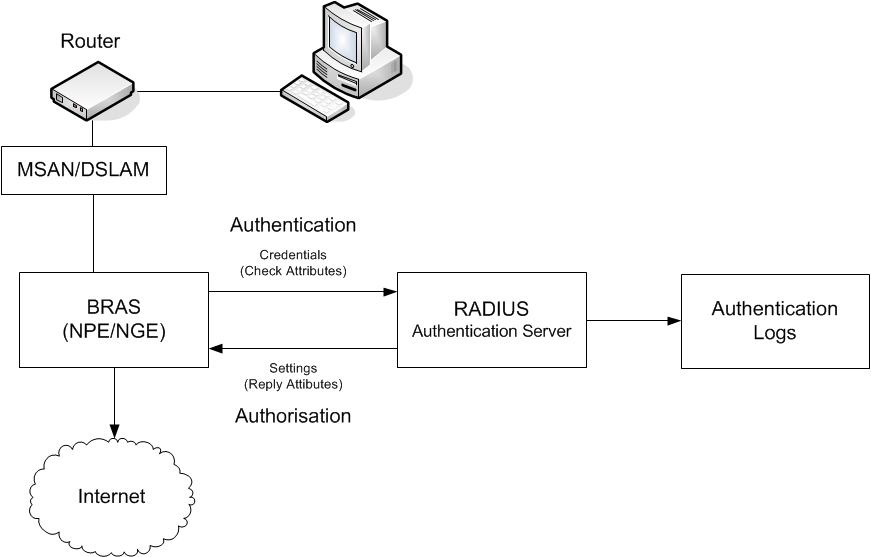 Router
MSAN/DSLAM
Authentication
Credentials
(Check Attributes)
BRAS
(NPE/NGE)
RADIUS
Authentication Server
Authentication
Logs
Settings
(Reply Attibutes)
Authorisation
Internet